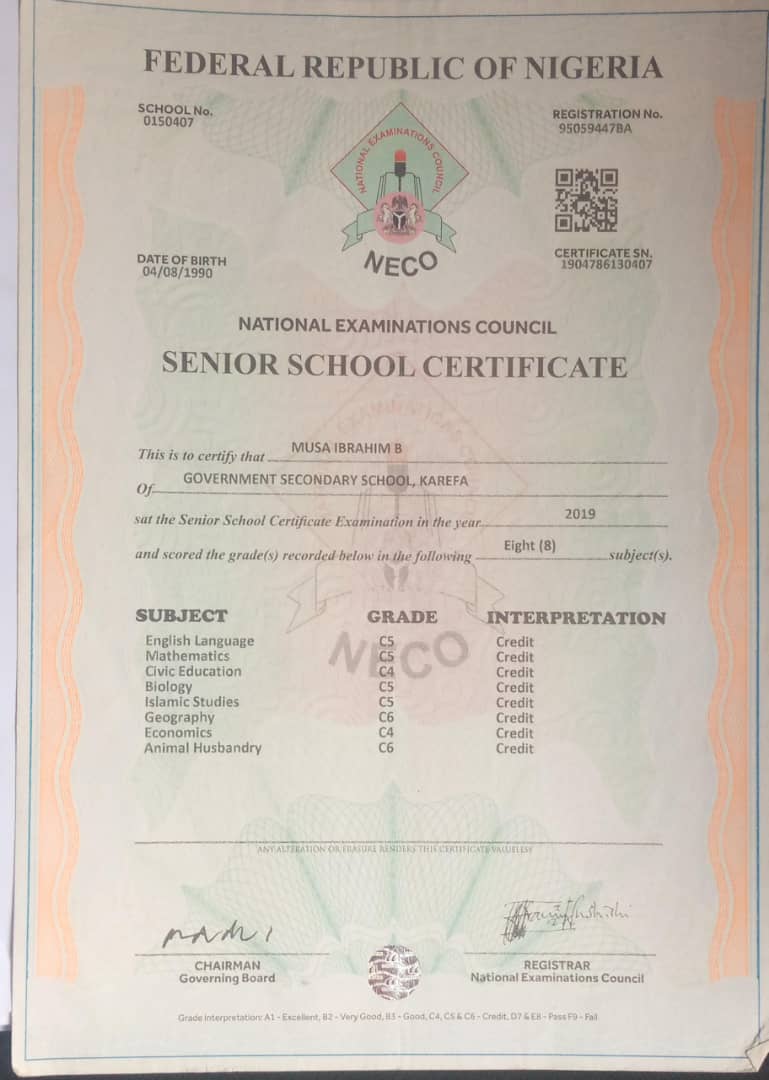 FEDERAL REPUBLIC OF NIGERIA
SCHOOL No.
0150407
REGISTRATION No.
95059447BA
NATIONAL EXAMINATIONS COUNCIL
NECO
DATE OF BIRTH
04/08/1990
CERTIFICATE SN.
1904786130407
NATIONAL EXAMINATIONS COUNCIL
SENIOR SCHOOL CERTIFICATE
This is to certify that MUSA IBRAHIM B
Of GOVERNMENT SECONDARY SCHOOL, KAREFA
sat the Senior School Certificate Examination in the year 2019
and scored the grade(s) recorded below in the following Eight (8) subject(s).
SUBJECT GRADE INTERPRETATION
English Language C5 Credit
Mathematics C5 Credit
Civic Education C4 Credit
Biology C5 Credit
Islamic Studies C5 Credit
Geography C6 Credit
Economics C4 Credit
Animal Husbandry C6 Credit
NECO
ANY ALTERATION OR ERASURE RENDERS THIS CERTIFICATE VALUELESS
CHAIRMAN
Governing Board
REGISTRAR
National Examinations Council
Grade Interpretation: A1 - Excellent, B2 - Very Good, B3 - Good, C4, C5 & C6 - Credit, D7 & E8 - Pass F9 - Fail